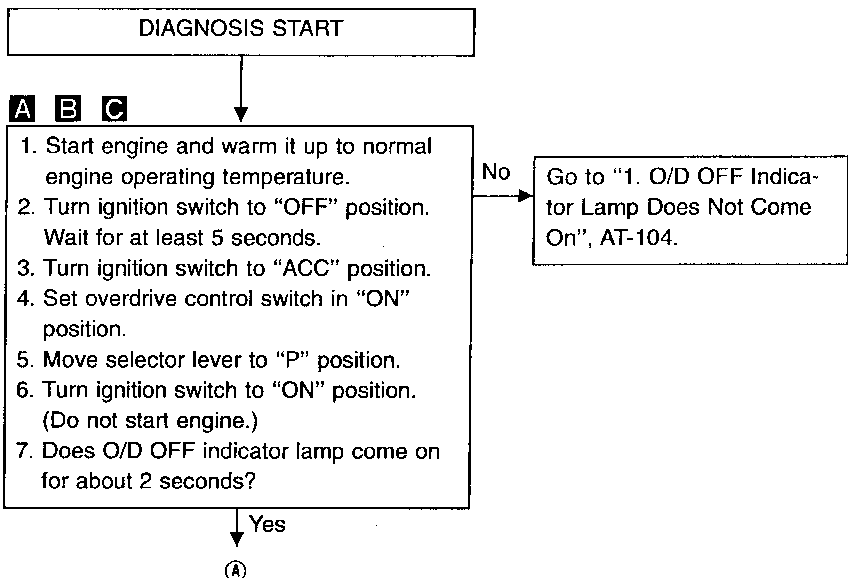 DIAGNOSIS START
A B C
1. Start engine and warm it up to normal
engine operating temperature.
2. Turn ignition switch to “OFF” position.
Wait for at least 5 seconds.
3. Turn ignition switch to “ACC” position.
4. Set overdrive control switch in “ON”
position.
5. Move selector lever to “P” position.
6. Turn ignition switch to “ON” position.
(Do not start engine.)
7. Does O/D OFF indicator lamp come on
for about 2 seconds?
No
Go to “1. O/D OFF Indica-
tor Lamp Does Not Come
On”, AT-104.
Yes
Ⓐ